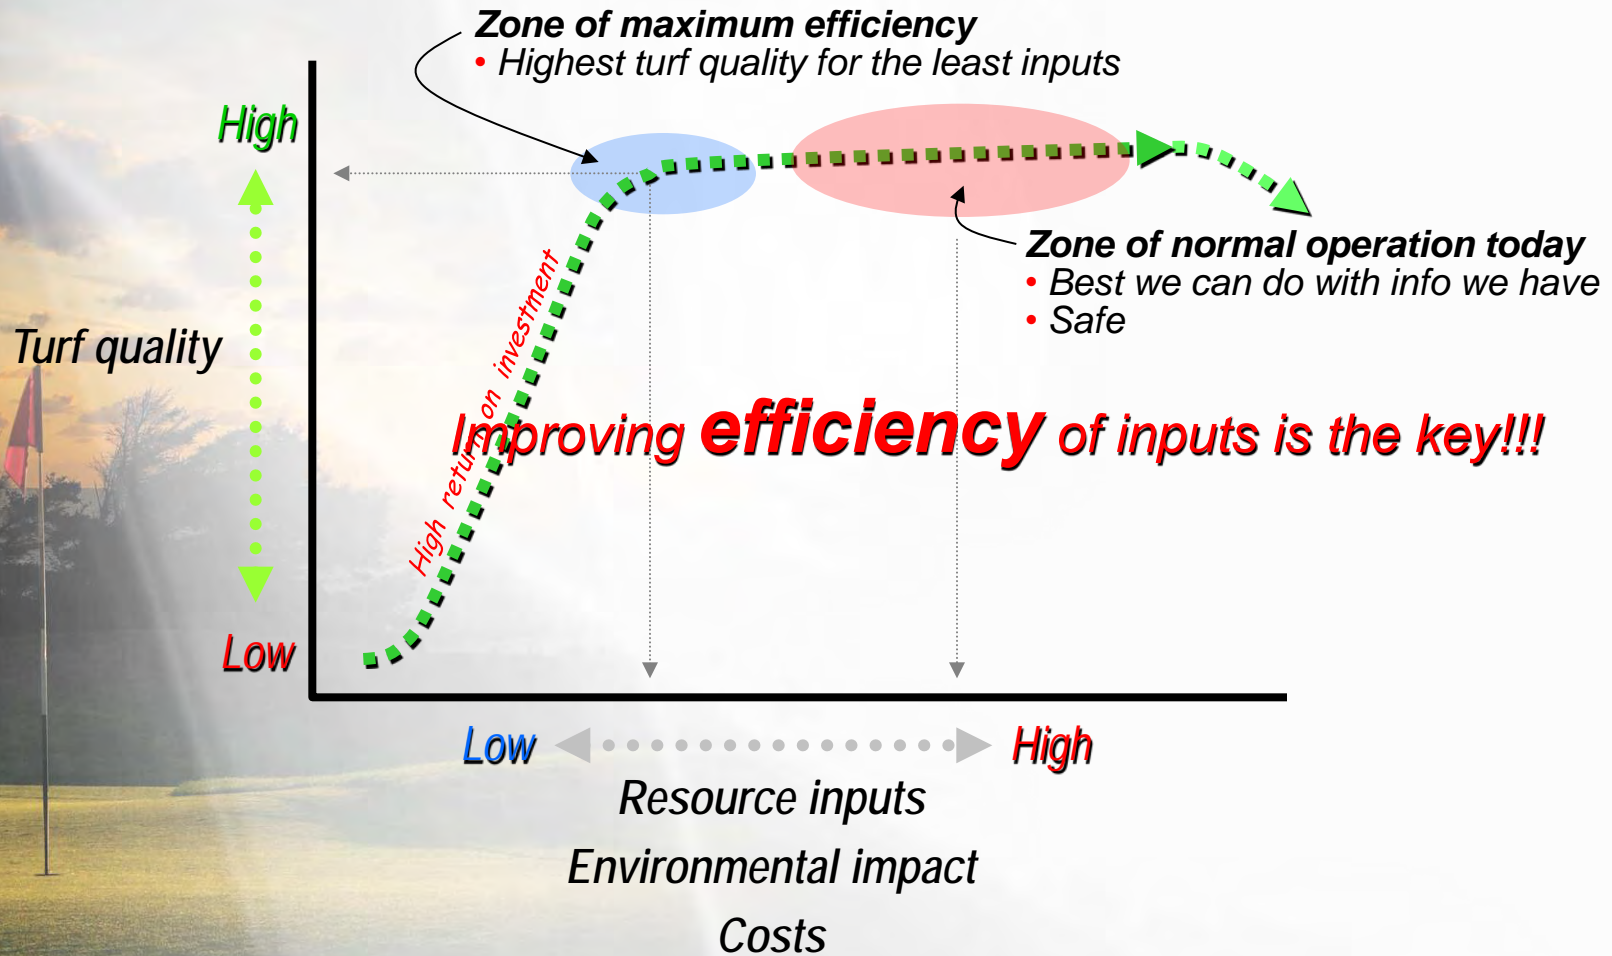 Zone of maximum efficiency
• Highest turf quality for the least inputs
High
Zone of normal operation today
• Best we can do with info we have
• Safe
Turf quality
High return on investment
Improving efficiency of inputs is the key!!!
Low
Low
High
Resource inputs
Environmental impact
Costs